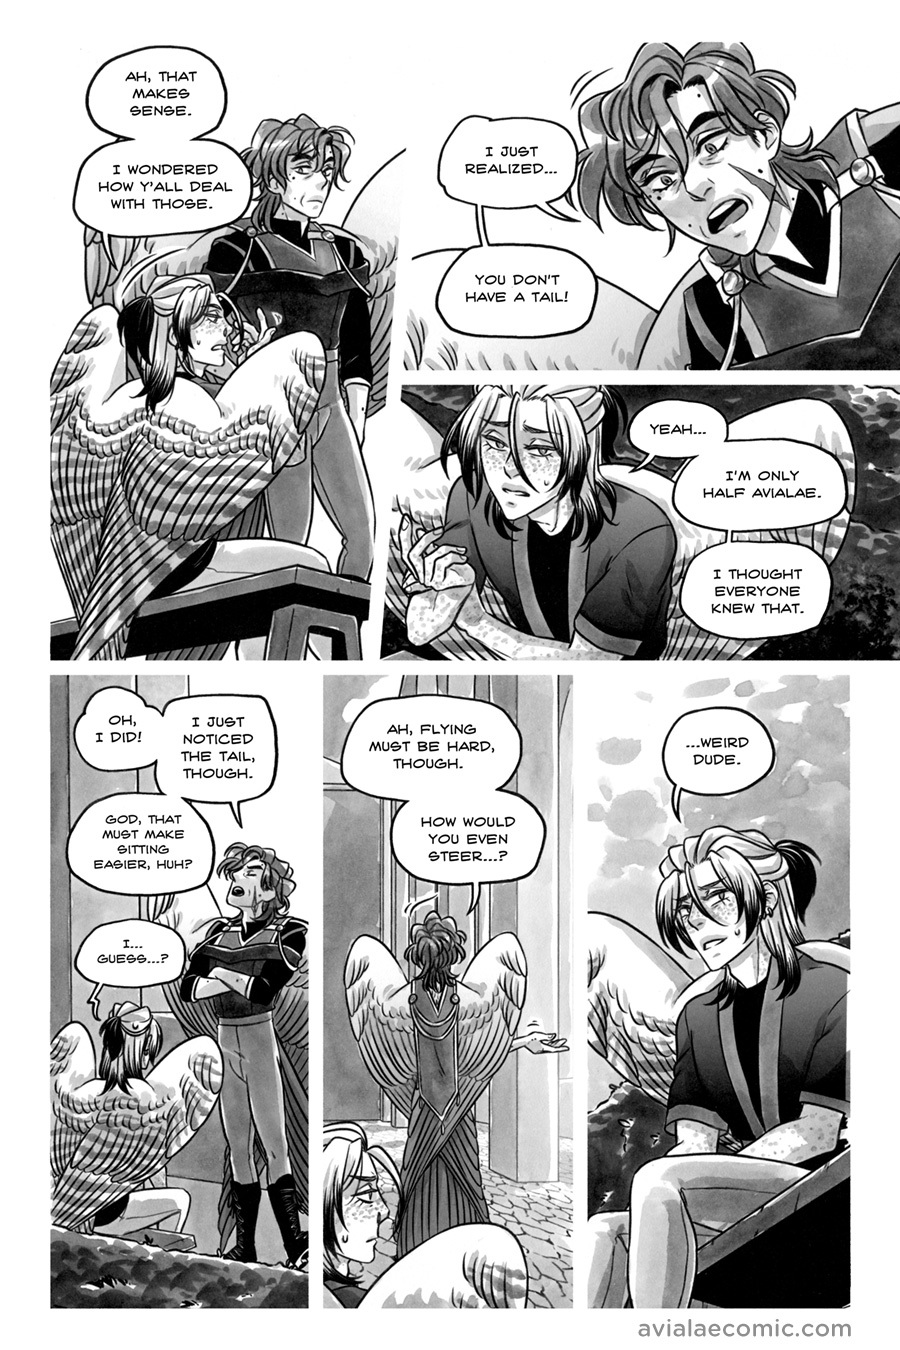 AH, THAT
MAKES
SENSE.
I WONDERED
HOW Y'ALL DEAL
WITH THOSE.
I JUST
REALIZED...
YOU DON'T
HAVE A TAIL!
YEAH...
I'M ONLY
HALF AVIALAE.
I THOUGHT
EVERYONE
KNEW THAT.
OH,
I DID!
I JUST
NOTICED
THE TAIL,
THOUGH.
GOD, THAT
MUST MAKE
SITTING
EASIER, HUH?
I...
GUESS...?
AH, FLYING
MUST BE HARD,
THOUGH.
HOW WOULD
YOU EVEN
STEER...?
...WEIRD
DUDE.
avialaecomic.com